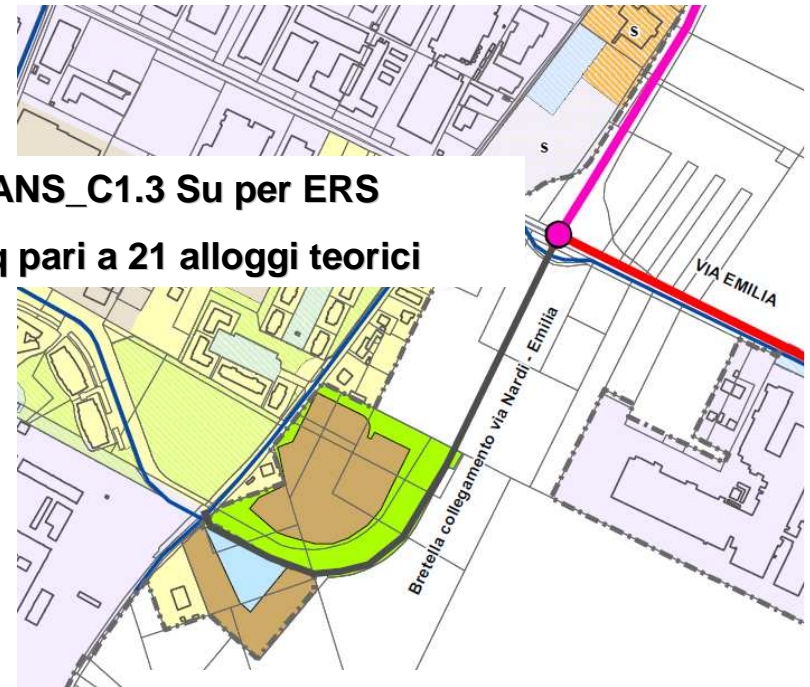 S
S
ANS_C1.3 Su per ERS
q pari a 21 alloggi teorici
VIA EMILIA
Bretella collegamento via Nardi - Emilia